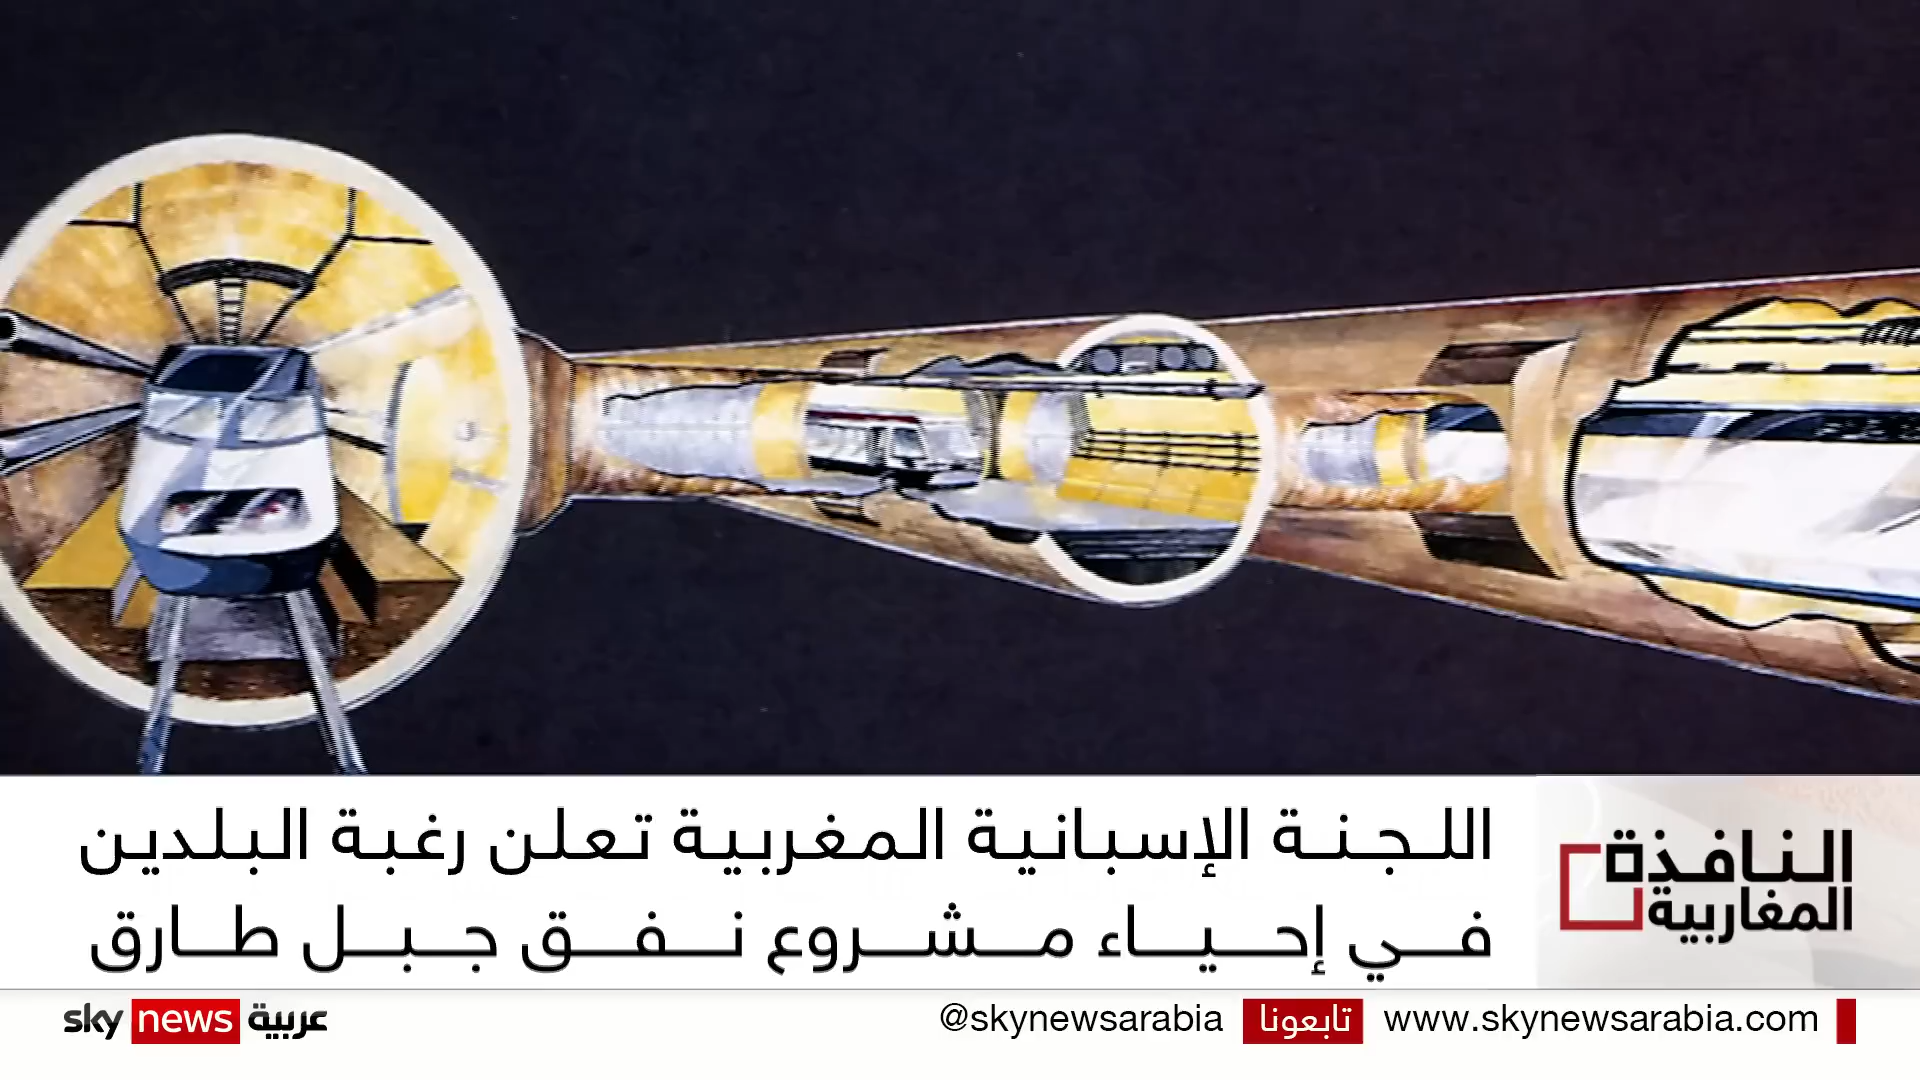 اللجنة الإسبانية المغربية تعلن رغبة البلدين
في إحياء مشروع نفق جبل طارق
النافذة
المغاربية
sky news عربية
@skynewsarabia تابعونا www.skynewsarabia.com